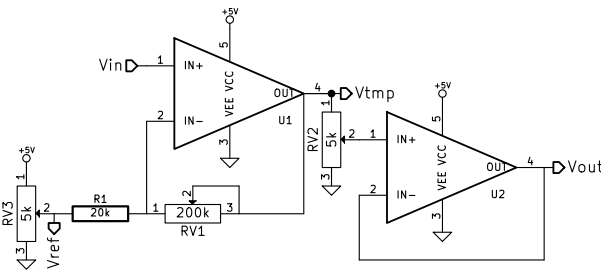 +5V
5
Vin
1
IN+
VEE VCC
OUT
4
Vtmp
U1
2
IN-
3
+5V
5
1
RV2
5k
2
3
1
IN+
VEE VCC
OUT
4
Vout
U2
2
IN-
3
+5V
1
RV3
5k
2
3
Vref
R1
20k
2
1
200k
3
RV1